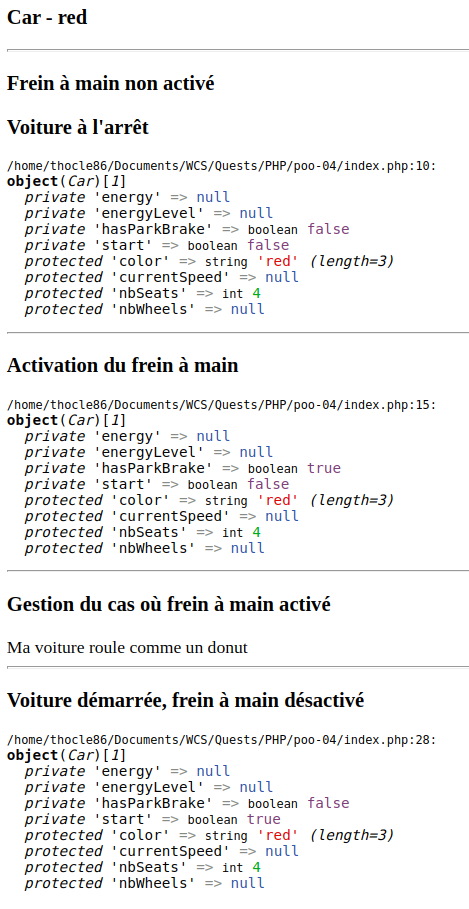 Car - red
Frein à main non activé
Voiture à l'arrêt
/home/thocle86/Documents/WCS/Quests/PHP/poo-04/index.php:10:
object(Car)[1]
  private 'energy' => null
  private 'energyLevel' => null
  private 'hasParkBrake' => boolean false
  private 'start' => boolean false
  protected 'color' => string 'red' (length=3)
  protected 'currentSpeed' => null
  protected 'nbSeats' => int 4
  protected 'nbWheels' => null
Activation du frein à main
/home/thocle86/Documents/WCS/Quests/PHP/poo-04/index.php:15:
object(Car)[1]
  private 'energy' => null
  private 'energyLevel' => null
  private 'hasParkBrake' => boolean true
  private 'start' => boolean false
  protected 'color' => string 'red' (length=3)
  protected 'currentSpeed' => null
  protected 'nbSeats' => int 4
  protected 'nbWheels' => null
Gestion du cas où frein à main activé
Ma voiture roule comme un donut
Voiture démarrée, frein à main désactivé
/home/thocle86/Documents/WCS/Quests/PHP/poo-04/index.php:28:
object(Car)[1]
  private 'energy' => null
  private 'energyLevel' => null
  private 'hasParkBrake' => boolean false
  private 'start' => boolean true
  protected 'color' => string 'red' (length=3)
  protected 'currentSpeed' => null
  protected 'nbSeats' => int 4
  protected 'nbWheels' => null